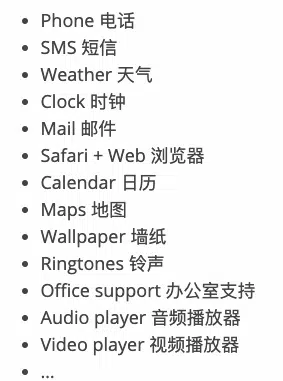 • Phone 电话
• SMS 短信
• Weather 天气
• Clock 时钟
• Mail 邮件
• Safari + Web 浏览器
• Calendar 日历
• Maps 地图
• Wallpaper 墙纸
• Ringtones 铃声
• Office support 办公室支持
• Audio player 音频播放器
• Video player 视频播放器
• ...